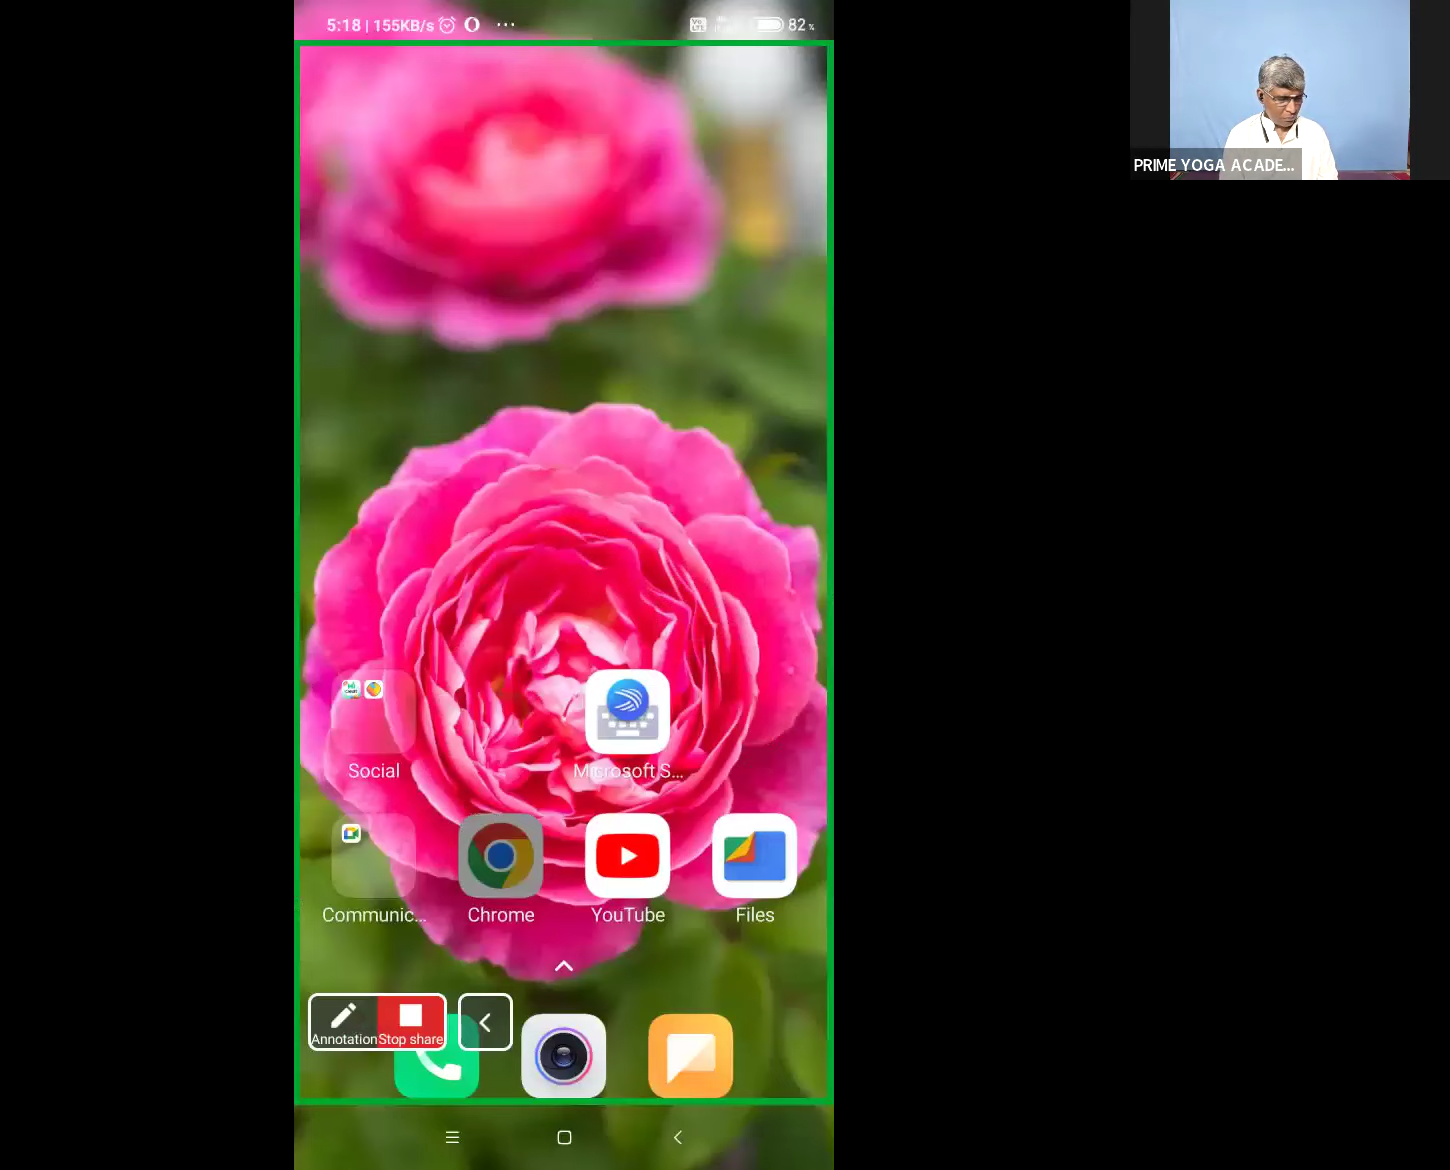 5:18 | 155KB/s ... 82 %
PRIME YOGA ACADE...
Social
Microsoft S...
Communic...
Chrome
YouTube
Files
Annotation
Stop share